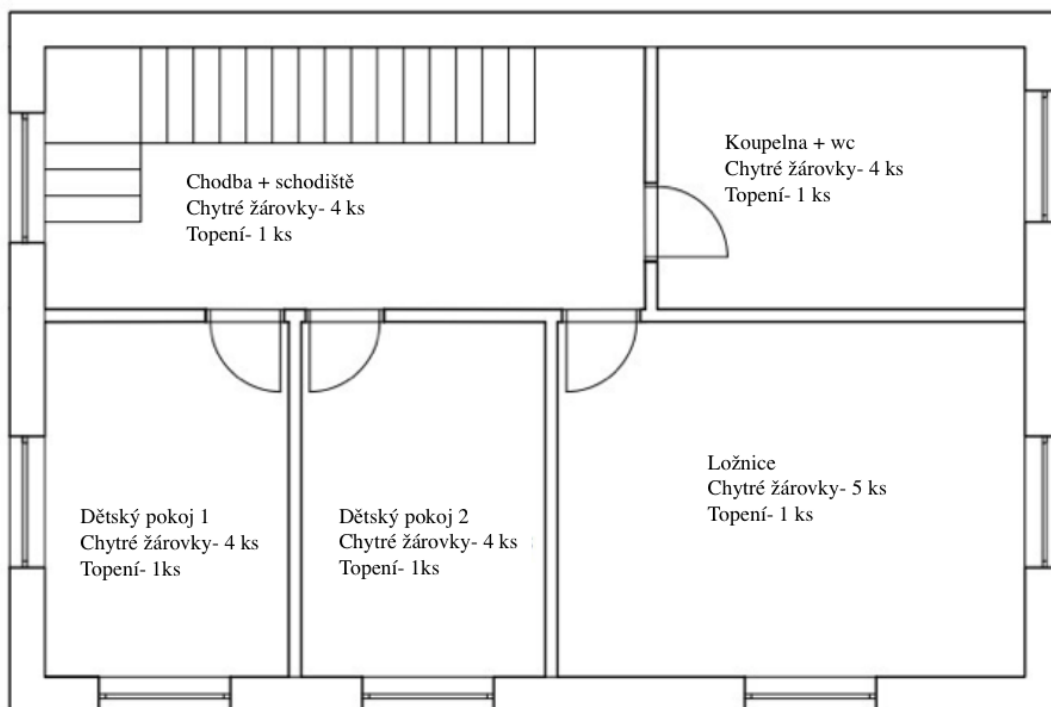 Koupelna + wc
Chytré žárovky- 4 ks
Topení- 1 ks
Chodba + schodiště
Chytré žárovky- 4 ks
Topení- 1 ks
Ložnice
Chytré žárovky- 5 ks
Topení- 1 ks
Dětský pokoj 1
Chytré žárovky- 4 ks
Topení- 1ks
Dětský pokoj 2
Chytré žárovky- 4 ks
Topení- 1ks